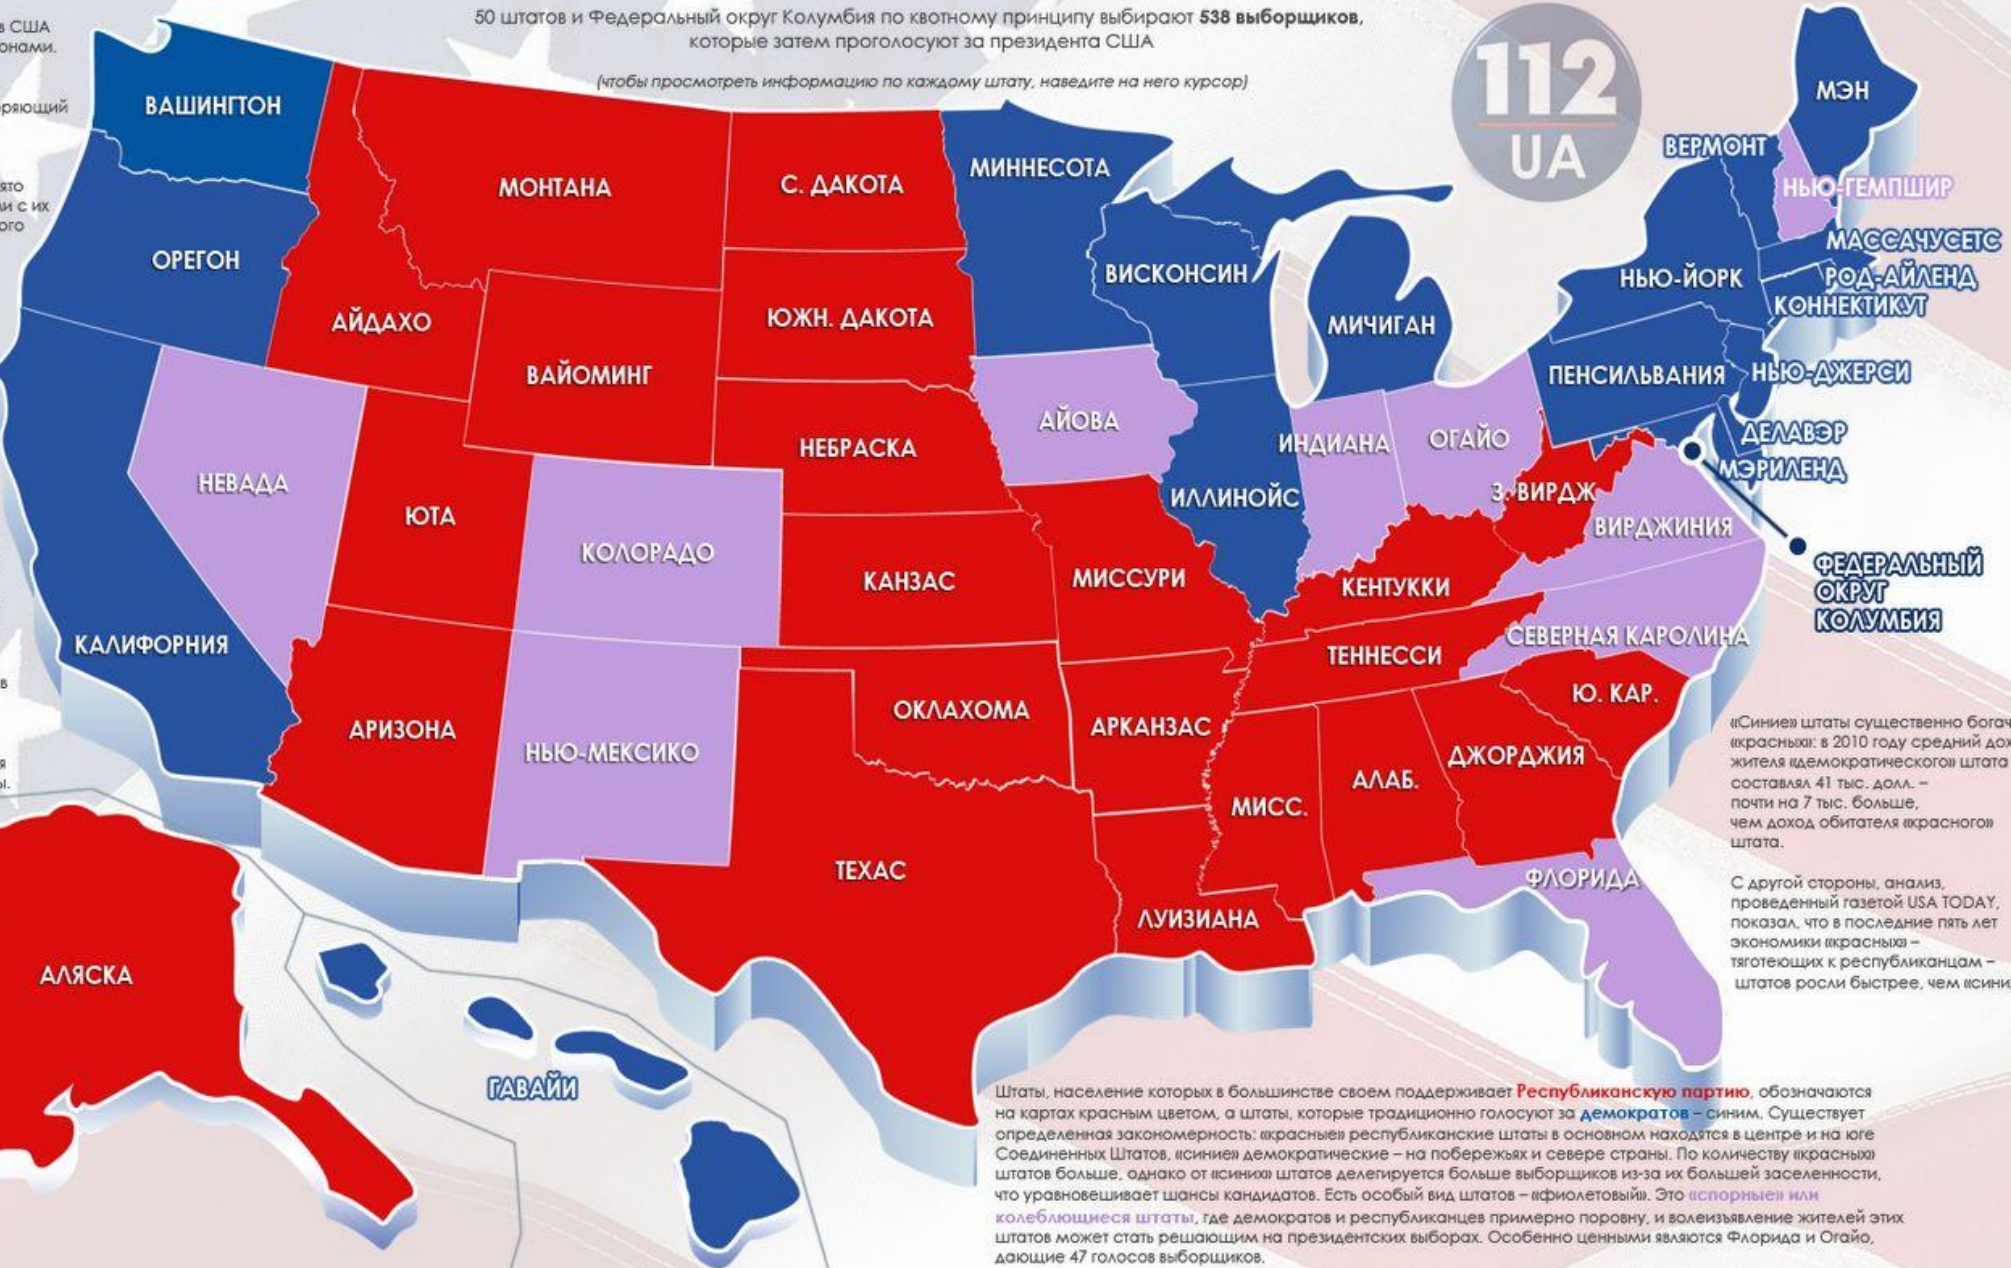 в США
онами.
ряющий
ято
ли с их
ого
в
я
ы.
50 штатов и Федеральный округ Колумбия по квотному принципу выбирают 538 выборщиков,
которые затем проголосуют за президента США
(чтобы просмотреть информацию по каждому штату, наведите на него курсор)
112
UA
ВАШИНГТОН
МОНТАНА
С. ДАКОТА
МИННЕСОТА
МЭН
ВЕРМОНТ
НЬЮ-ГЕМПШИР
ОРЕГОН
АЙДАХО
ВАЙОМИНГ
ЮЖН. ДАКОТА
ВИСКОНСИН
МИЧИГАН
НЬЮ-ЙОРК
МАССАЧУСЕТС
РОД-АЙЛЕНД
КОННЕКТИКУТ
ПЕНСИЛЬВАНИЯ
НЬЮ-ДЖЕРСИ
НЕВАДА
ЮТА
КОЛОРАДО
НЕБРАСКА
АЙОВА
ИЛЛИНОЙС
ИНДИАНА
ОГАЙО
З. ВИРДЖ
ВИРДЖИНИЯ
ДЕЛАВЭР
МЭРИЛЕНД
ФЕДЕРАЛЬНЫЙ
ОКРУГ
КОЛУМБИЯ
КАЛИФОРНИЯ
КАНЗАС
МИССУРИ
КЕНТУККИ
ТЕННЕССИ
СЕВЕРНАЯ КАРОЛИНА
Ю. КАР.
АРИЗОНА
НЬЮ-МЕКСИКО
ОКЛАХОМА
АРКАНЗАС
МИСС.
АЛАБ.
ДЖОРДЖИЯ
ТЕХАС
ЛУИЗИАНА
ФЛОРИДА
АЛЯСКА
ГАВАЙИ
«Синие» штаты существенно богач
«красных»: в 2010 году средний дох
жителя «демократического» штата
составлял 41 тыс. долл. –
почти на 7 тыс. больше,
чем доход обитателя «красного»
штата.
С другой стороны, анализ,
проведенный газетой USA TODAY,
показал, что в последние пять лет
экономики «красных» –
тяготеющих к республиканцам –
штатов росли быстрее, чем «сини
Штаты, население которых в большинстве своем поддерживает Республиканскую партию, обозначаются
на картах красным цветом, а штаты, которые традиционно голосуют за демократов – синим. Существует
определенная закономерность: «красные» республиканские штаты в основном находятся в центре и на юге
Соединенных Штатов, «синие» демократические – на побережьях и севере страны. По количеству «красных»
штатов больше, однако от «синих» штатов делегируется больше выборщиков из-за их большей заселенности,
что уравновешивает шансы кандидатов. Есть особый вид штатов – «фиолетовый». Это «спорные» или
колеблющиеся штаты, где демократов и республиканцев примерно поровну, и волеизъявление жителей этих
штатов может стать решающим на президентских выборах. Особенно ценными являются Флорида и Огайо,
дающие 47 голосов выборщиков.